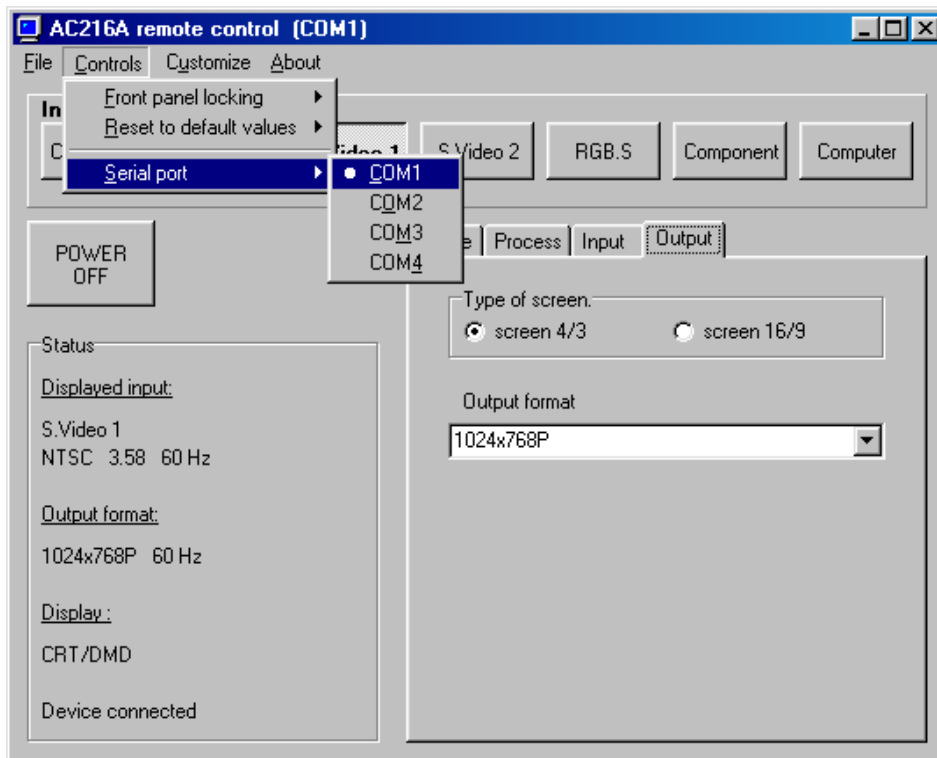 AC216A remote control (COM1)
File Controls Customize About
Front panel locking
Reset to default values
Serial port
COM1
COM2
COM3
COM4
S.Video 2 RGB.S Component Computer
POWER
OFF
Process Input Output
Type of screen.
screen 4/3 screen 16/9
Output format
1024x768P
Status
Displayed input:
S.Video 1
NTSC 3.58 60 Hz
Output format:
1024x768P 60 Hz
Display :
CRT/DMD
Device connected